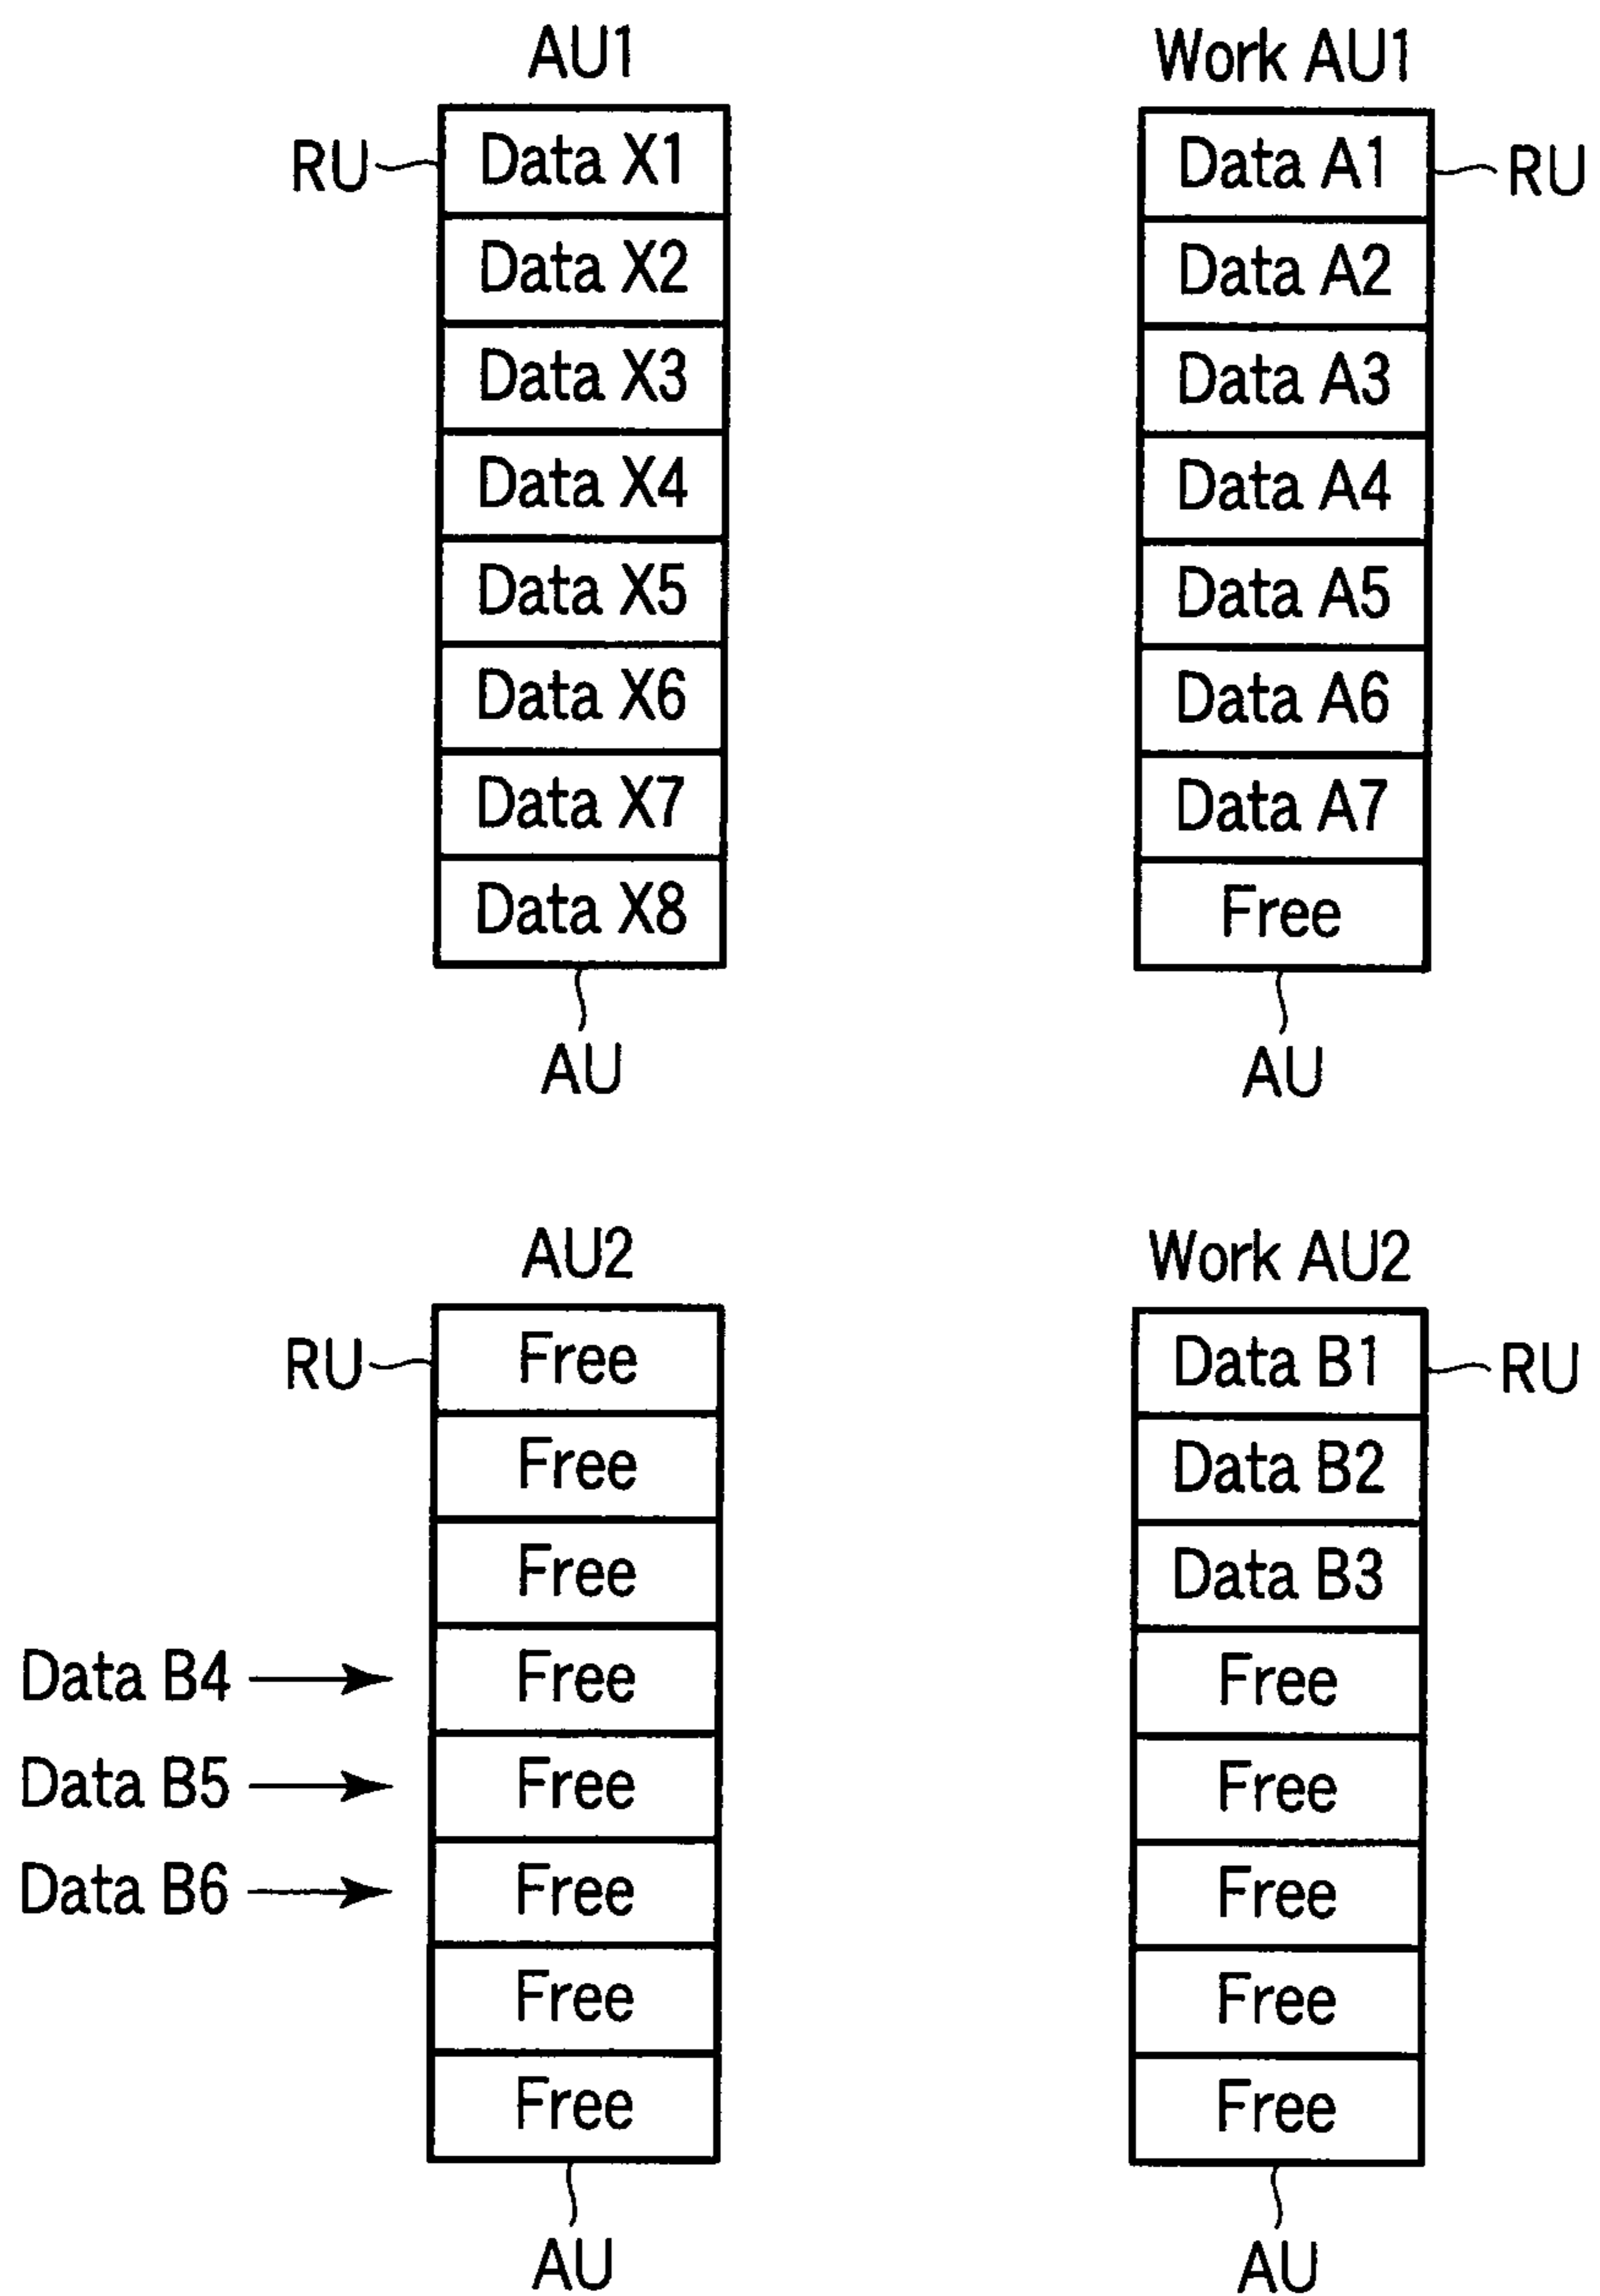 AU1
RU
Data X1
Data X2
Data X3
Data X4
Data X5
Data X6
Data X7
Data X8
AU
Work AU1
Data A1
RU
Data A2
Data A3
Data A4
Data A5
Data A6
Data A7
Free
AU
AU2
RU
Free
Free
Free
Data B4
Free
Data B5
Free
Data B6
Free
Free
Free
AU
Work AU2
Data B1
RU
Data B2
Data B3
Free
Free
Free
Free
Free
AU